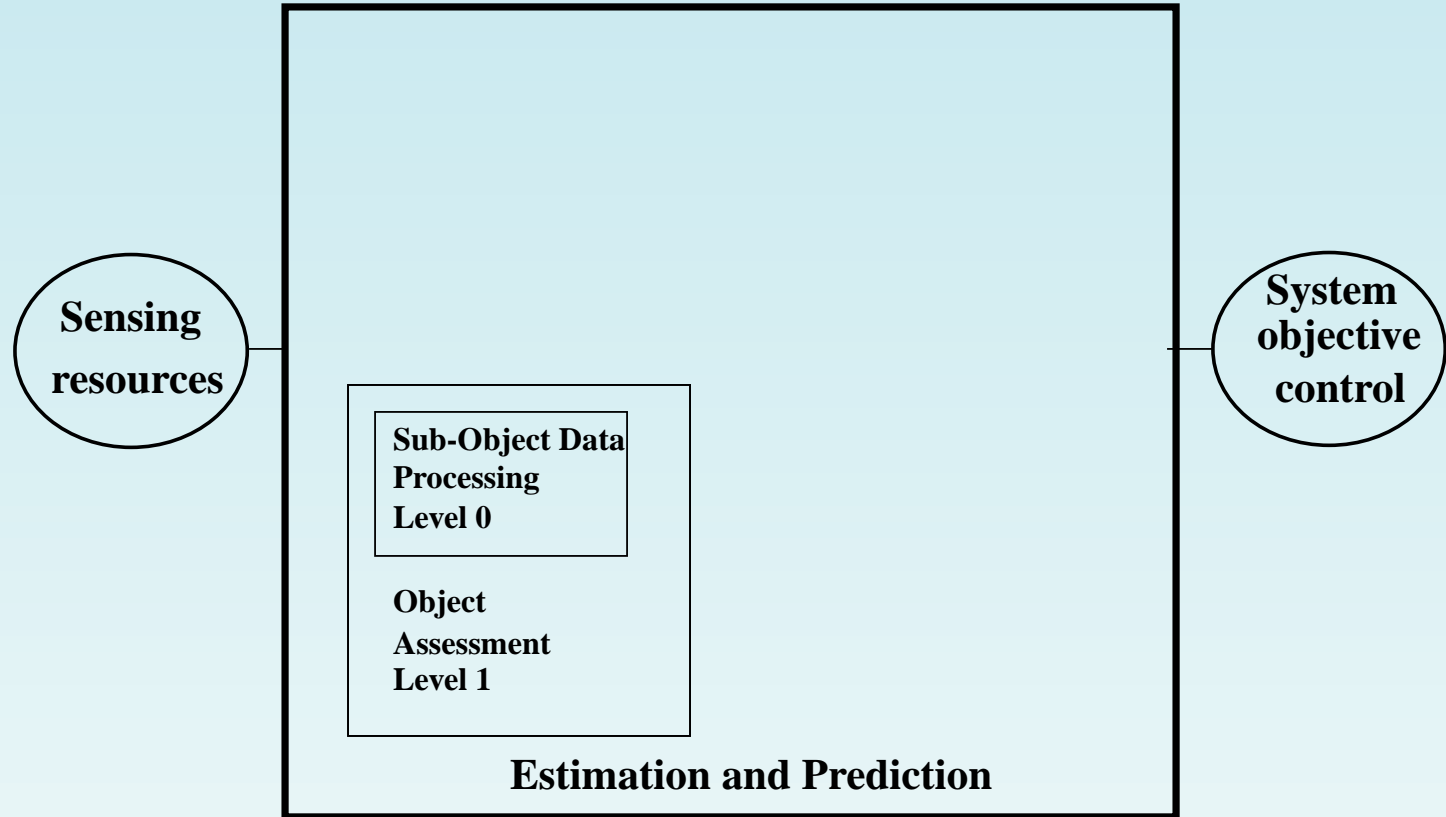 Sensing
resources
System
objective
control
Sub-Object Data
Processing
Level 0
Object
Assessment
Level 1
Estimation and Prediction